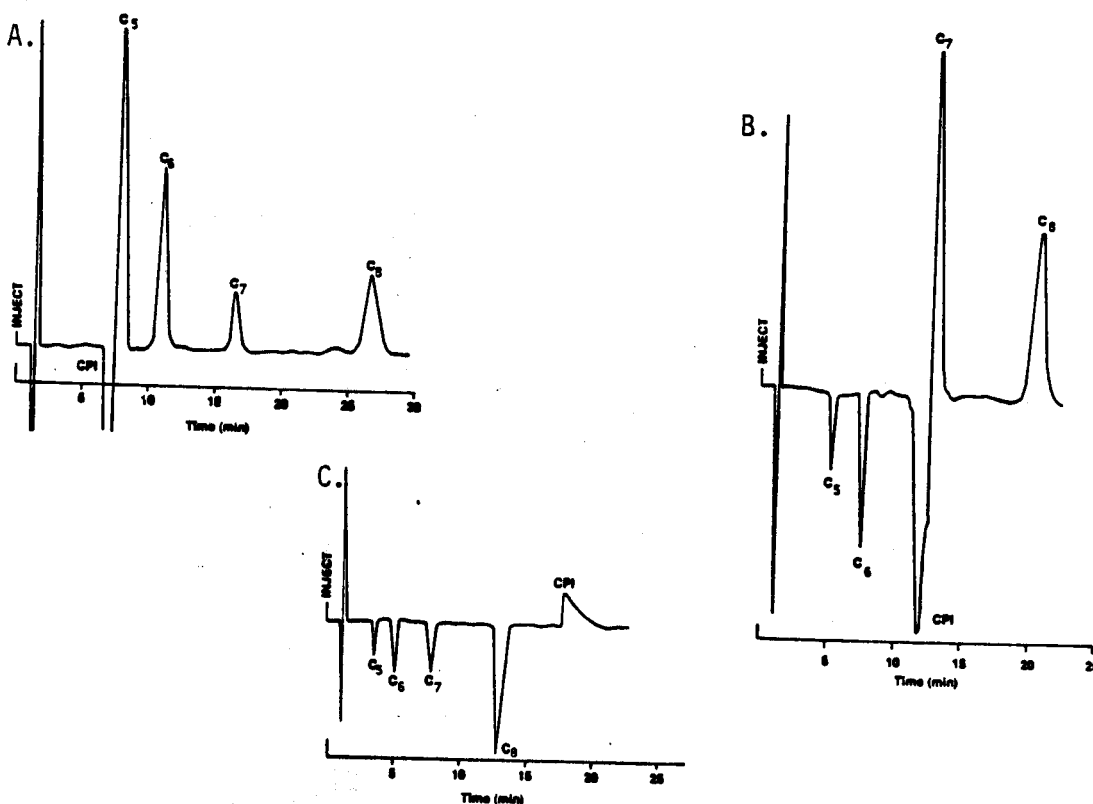 A.
C₅
C₆
C₇
C₈
INJECT
CPI
5 10 15 20 25 30
Time (min)
B.
C₇
C₈
INJECT
C₅
C₆
CPI
5 10 15 20 25
Time (min)
C.
INJECT
CPI
C₅ C₆ C₇
C₈
5 10 15 20 25
Time (min)